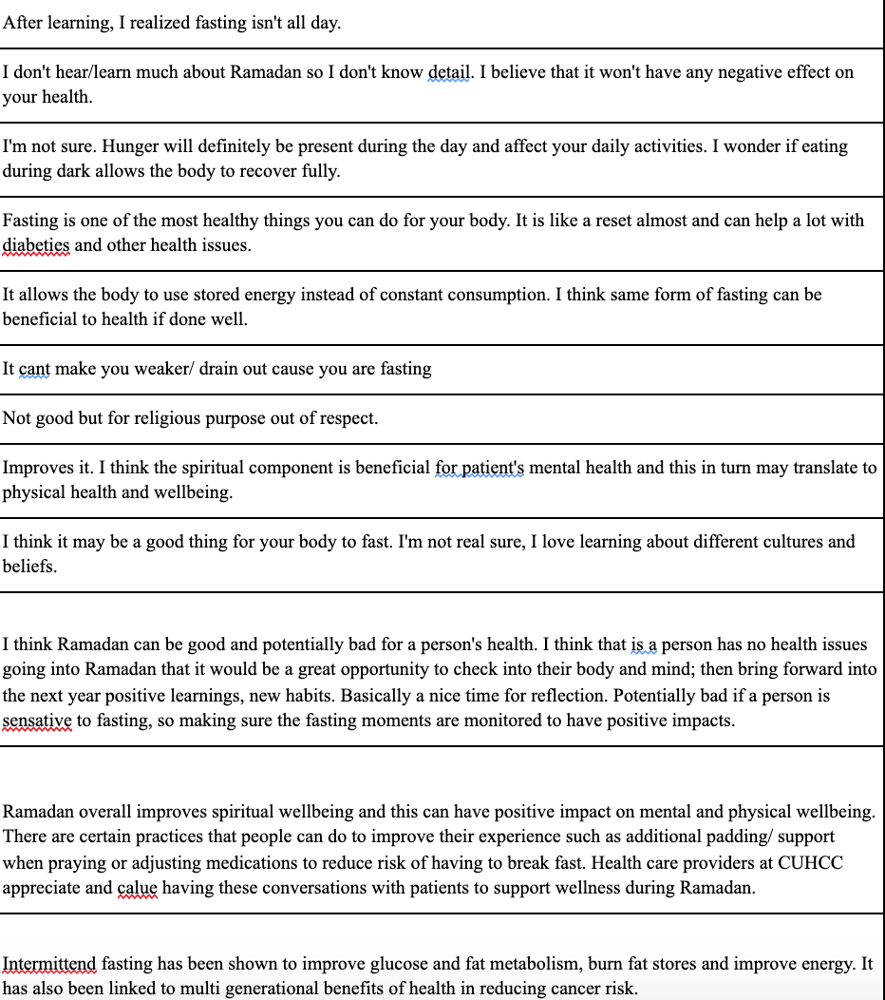 After learning, I realized fasting isn't all day.
I don't hear/learn much about Ramadan so I don't know detail. I believe that it won't have any negative effect on
your health.
I'm not sure. Hunger will definitely be present during the day and affect your daily activities. I wonder if eating
during dark allows the body to recover fully.
Fasting is one of the most healthy things you can do for your body. It is like a reset almost and can help a lot with
diabeties and other health issues.
It allows the body to use stored energy instead of constant consumption. I think same form of fasting can be
beneficial to health if done well.
It cant make you weaker/ drain out cause you are fasting
Not good but for religious purpose out of respect.
Improves it. I think the spiritual component is beneficial for patient's mental health and this in turn may translate to
physical health and wellbeing.
I think it may be a good thing for your body to fast. I'm not real sure, I love learning about different cultures and
beliefs.
I think Ramadan can be good and potentially bad for a person's health. I think that is a person has no health issues
going into Ramadan that it would be a great opportunity to check into their body and mind; then bring forward into
the next year positive learnings, new habits. Basically a nice time for reflection. Potentially bad if a person is
sensative to fasting, so making sure the fasting moments are monitored to have positive impacts.
Ramadan overall improves spiritual wellbeing and this can have positive impact on mental and physical wellbeing.
There are certain practices that people can do to improve their experience such as additional padding/ support
when praying or adjusting medications to reduce risk of having to break fast. Health care providers at CUHCC
appreciate and calue having these conversations with patients to support wellness during Ramadan.
Intermittend fasting has been shown to improve glucose and fat metabolism, burn fat stores and improve energy. It
has also been linked to multi generational benefits of health in reducing cancer risk.